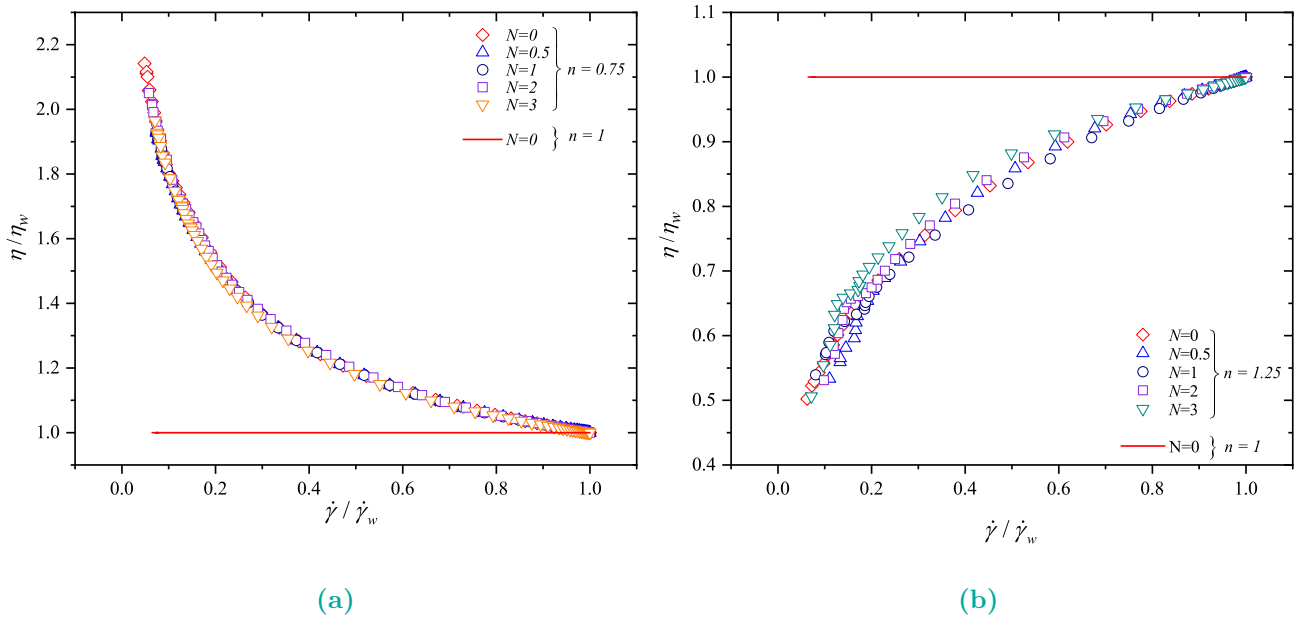 2.2
2.0
1.8
1.6
1.4
1.2
1.0
η /η_w
0.0 0.2 0.4 0.6 0.8 1.0
γ̇ / γ̇_w
N=0
N=0.5
N=1
N=2
N=3
} n = 0.75
N=0 } n = 1
(a)
1.1
1.0
0.9
0.8
0.7
0.6
0.5
0.4
η /η_w
0.0 0.2 0.4 0.6 0.8 1.0
γ̇ / γ̇_w
N=0
N=0.5
N=1
N=2
N=3
} n = 1.25
N=0 } n = 1
(b)